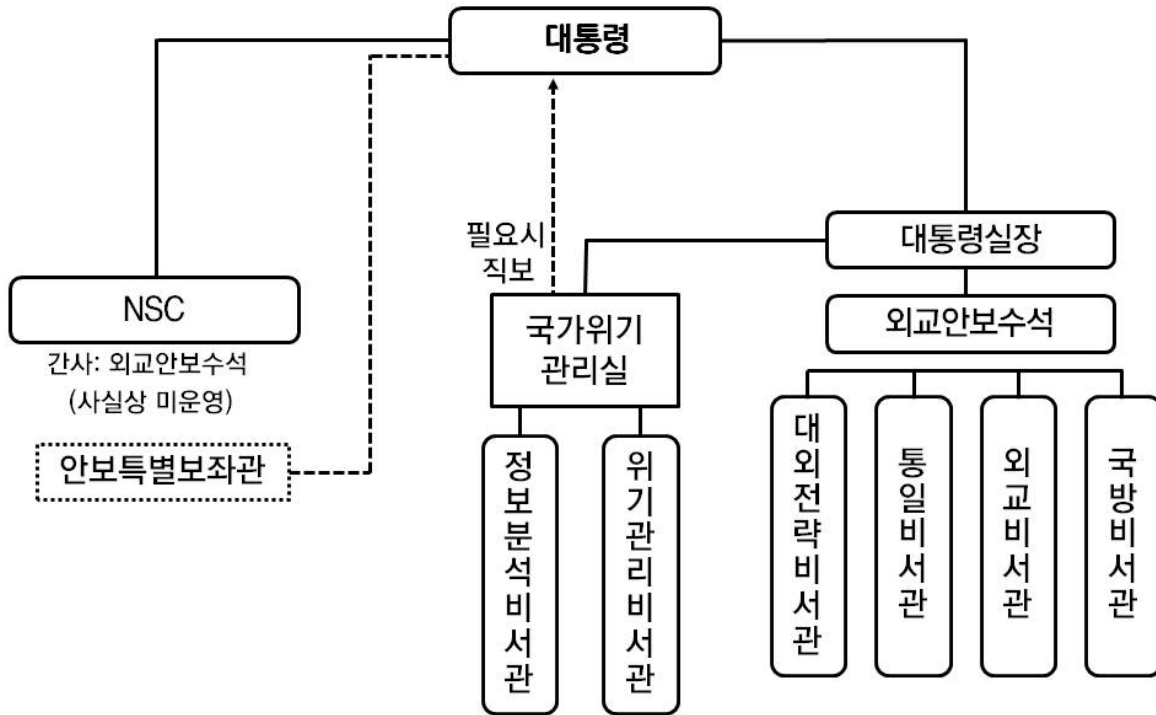 대통령
필요시
직보
대통령실장
NSC
간사: 외교안보수석
(사실상 미운영)
국가위기
관리실
외교안보수석
안보특별보좌관
정보분석비서관
위기관리비서관
대외전략비서관
통일비서관
외교비서관
국방비서관